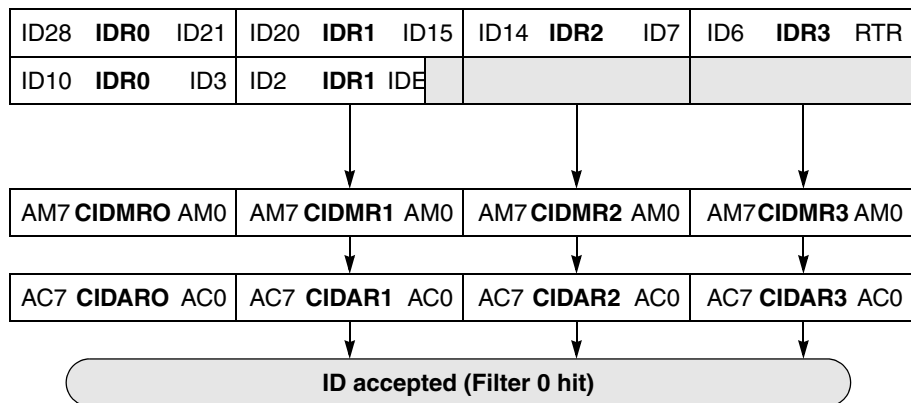 ID28 IDR0 ID21 ID20 IDR1 ID15 ID14 IDR2 ID7 ID6 IDR3 RTR
ID10 IDR0 ID3 ID2 IDR1 IDE
AM7 CIDMRO AM0 AM7 CIDMR1 AM0 AM7 CIDMR2 AM0 AM7 CIDMR3 AM0
AC7 CIDARO AC0 AC7 CIDAR1 AC0 AC7 CIDAR2 AC0 AC7 CIDAR3 AC0
ID accepted (Filter 0 hit)